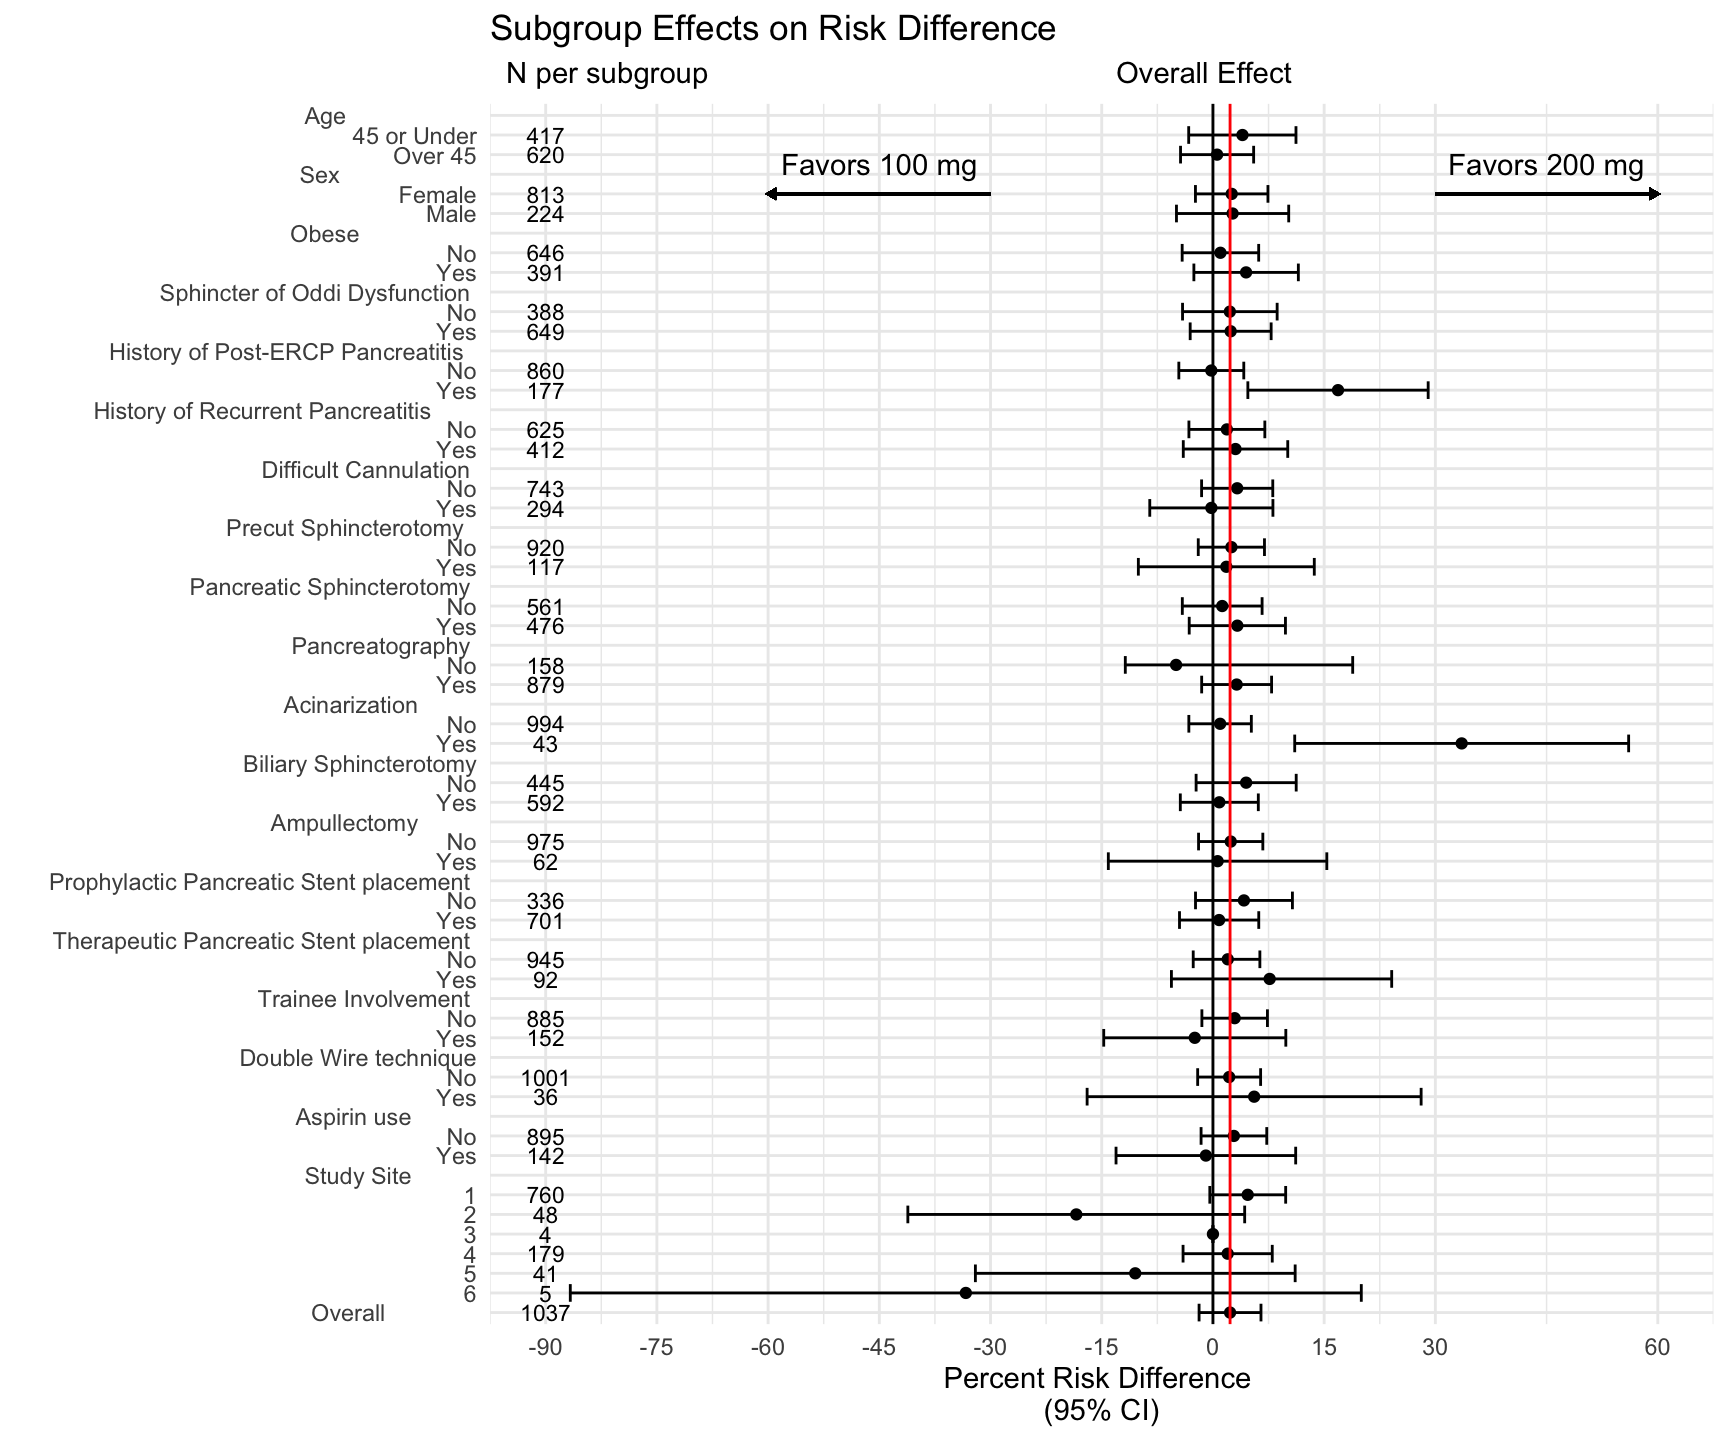 Subgroup Effects on Risk Difference
N per subgroup Overall Effect
Age
45 or Under 417
Over 45 620
Favors 100 mg Favors 200 mg
Sex
Female 813
Male 224
Obese
No 646
Yes 391
Sphincter of Oddi Dysfunction
No 388
Yes 649
History of Post-ERCP Pancreatitis
No 860
Yes 177
History of Recurrent Pancreatitis
No 625
Yes 412
Difficult Cannulation
No 743
Yes 294
Precut Sphincterotomy
No 920
Yes 117
Pancreatic Sphincterotomy
No 561
Yes 476
Pancreatography
No 158
Yes 879
Acinarization
No 994
Yes 43
Biliary Sphincterotomy
No 445
Yes 592
Ampullectomy
No 975
Yes 62
Prophylactic Pancreatic Stent placement
No 336
Yes 701
Therapeutic Pancreatic Stent placement
No 945
Yes 92
Trainee Involvement
No 885
Yes 152
Double Wire technique
No 1001
Yes 36
Aspirin use
No 895
Yes 142
Study Site
1 760
2 48
3 4
4 179
5 41
6 5
Overall 1037
-90 -75 -60 -45 -30 -15 0 15 30 60
Percent Risk Difference
(95% CI)